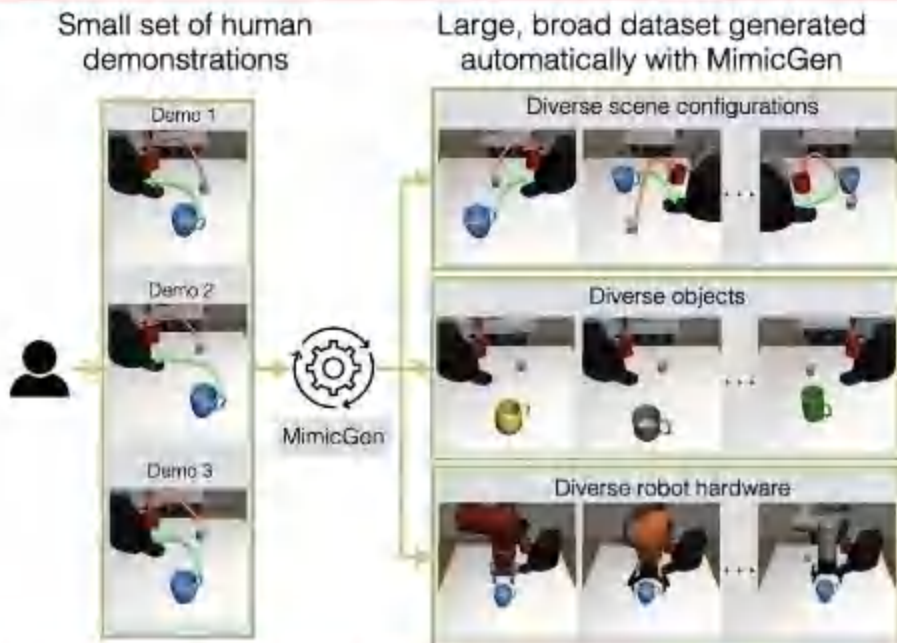 Small set of human
demonstrations
Large, broad dataset generated
automatically with MimicGen
Demo 1
Demo 2
Demo 3
MimicGen
Diverse scene configurations
...
Diverse objects
...
Diverse robot hardware
...